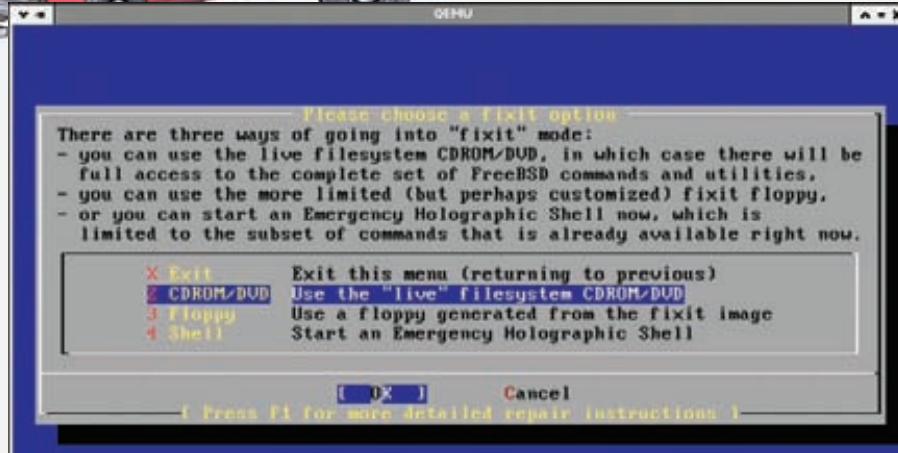 QEMU
Please choose a fixit option
There are three ways of going into "fixit" mode:
- you can use the live filesystem CDROM/DVD, in which case there will be
full access to the complete set of FreeBSD commands and utilities,
- you can use the more limited (but perhaps customized) fixit floppy,
- or you can start an Emergency Holographic Shell now, which is
limited to the subset of commands that is already available right now.
X Exit Exit this menu (returning to previous)
2 CDROM/DVD Use the "live" filesystem CDROM/DVD
3 Floppy Use a floppy generated from the fixit image
4 Shell Start an Emergency Holographic Shell
[ OK ] Cancel
[ Press F1 for more detailed repair instructions ]